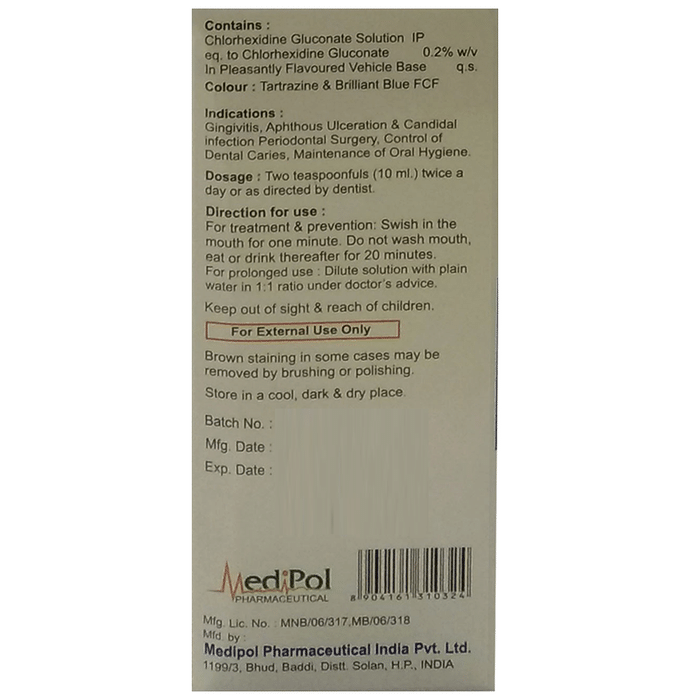 Contains :
Chlorhexidine Gluconate Solution IP
eq. to Chlorhexidine Gluconate 0.2% w/v
In Pleasantly Flavoured Vehicle Base q.s.
Colour : Tartrazine & Brilliant Blue FCF
Indications :
Gingivitis, Aphthous Ulceration & Candidal
infection Periodontal Surgery, Control of
Dental Caries, Maintenance of Oral Hygiene.
Dosage : Two teaspoonfuls (10 ml.) twice a
day or as directed by dentist.
Direction for use :
For treatment & prevention: Swish in the
mouth for one minute. Do not wash mouth,
eat or drink thereafter for 20 minutes.
For prolonged use : Dilute solution with plain
water in 1:1 ratio under doctor's advice.
Keep out of sight & reach of children.
For External Use Only
Brown staining in some cases may be
removed by brushing or polishing.
Store in a cool, dark & dry place.
Batch No. :
Mfg. Date :
Exp. Date :
MediPol
PHARMACEUTICAL
8 904161 310324
Mfg. Lic. No. : MNB/06/317,MB/06/318
Mfd by :
Medipol Pharmaceutical India Pvt. Ltd.
1199/3, Bhud, Baddi, Distt. Solan, H.P., INDIA